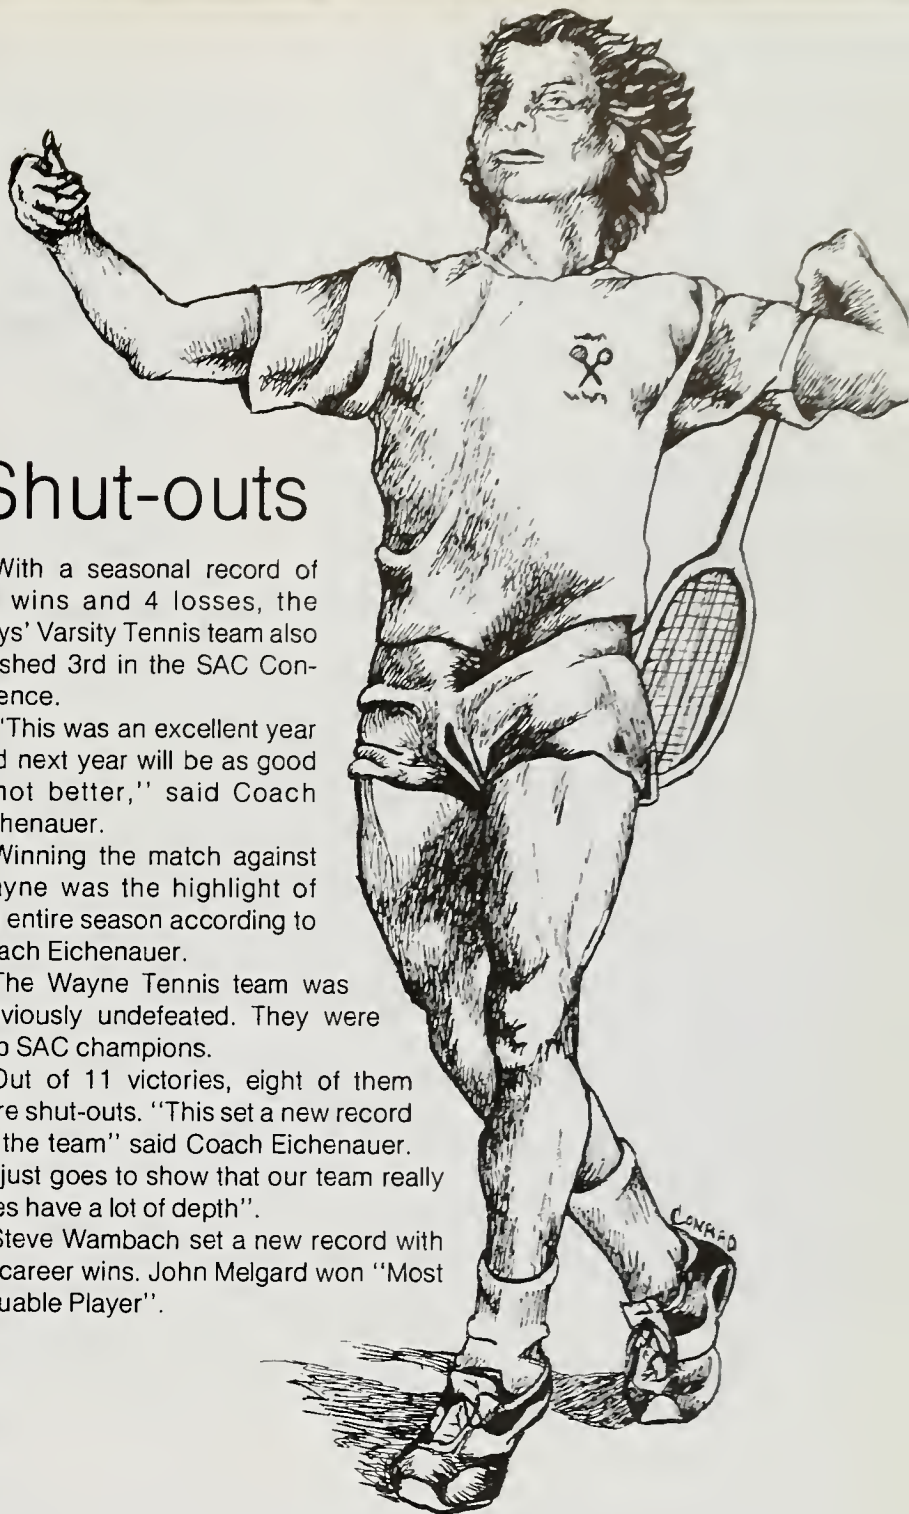 Shut-outs
With a seasonal record of
wins and 4 losses, the
ys' Varsity Tennis team also
shed 3rd in the SAC Con-
ence.
"This was an excellent year
d next year will be as good
not better,'' said Coach
henauer.
Winning the match against
ayne was the highlight of
entire season according to
ach Eichenauer.
The Wayne Tennis team was
viously undefeated. They were
o SAC champions.
Out of 11 victories, eight of them
re shut-outs. "This set a new record
the team" said Coach Eichenauer.
just goes to show that our team really
es have a lot of depth".
Steve Wambach set a new record with
career wins. John Melgard won "Most
uable Player".
CONRAD